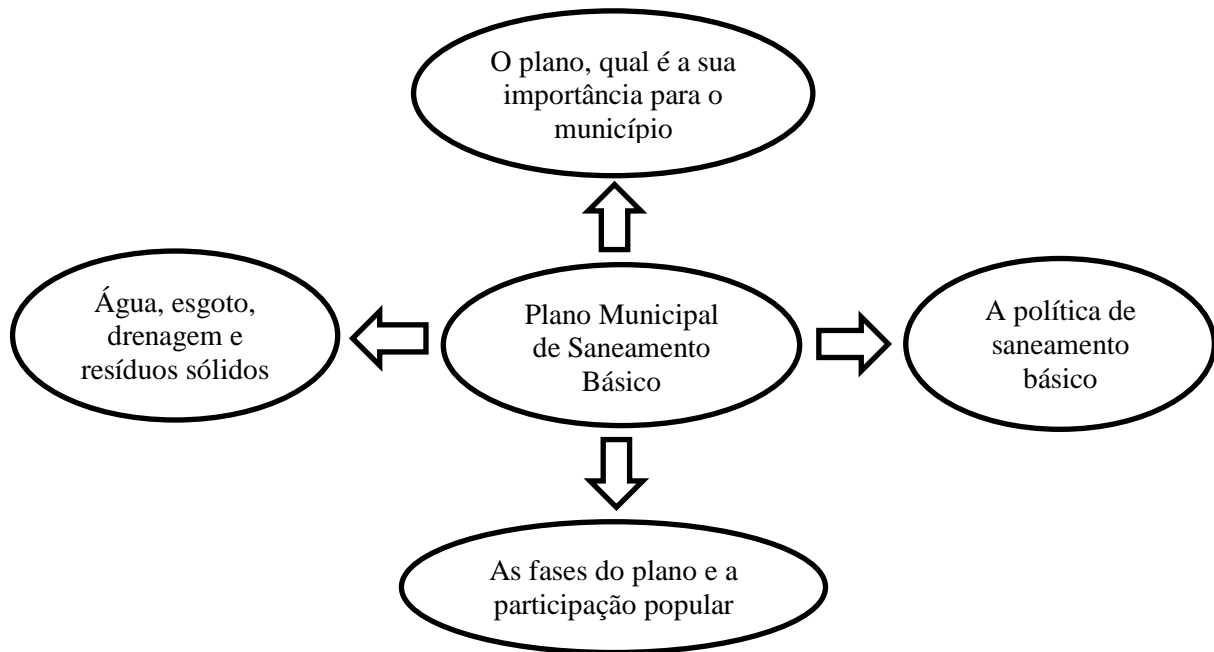 O plano, qual é a sua
importância para o
município
Água, esgoto,
drenagem e
resíduos sólidos
Plano Municipal
de Saneamento
Básico
A política de
saneamento
básico
As fases do plano e a
participação popular